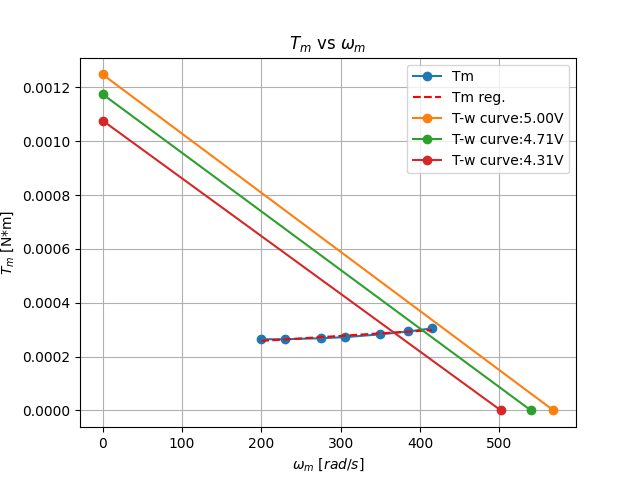 T_m vs ω_m
Tm
Tm reg.
T-w curve:5.00V
T-w curve:4.71V
T-w curve:4.31V
0.0012
0.0010
0.0008
0.0006
0.0004
0.0002
0.0000
T_m [N*m]
0 100 200 300 400 500
ω_m [rad/s]